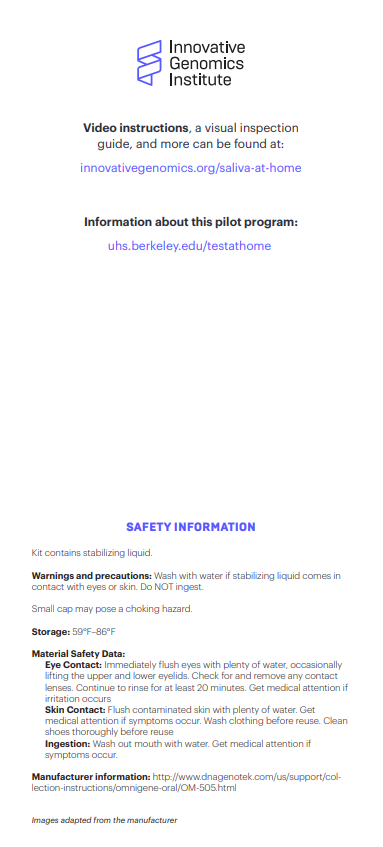 Innovative
Genomics
Institute
Video instructions, a visual inspection
guide, and more can be found at:
innovativegenomics.org/saliva-at-home
Information about this pilot program:
uhs.berkeley.edu/testathome
SAFETY INFORMATION
Kit contains stabilizing liquid.
Warnings and precautions: Wash with water if stabilizing liquid comes in
contact with eyes or skin. Do NOT ingest.
Small cap may pose a choking hazard.
Storage: 59°F–86°F
Material Safety Data:
Eye Contact: Immediately flush eyes with plenty of water, occasionally
lifting the upper and lower eyelids. Check for and remove any contact
lenses. Continue to rinse for at least 20 minutes. Get medical attention if
irritation occurs
Skin Contact: Flush contaminated skin with plenty of water. Get
medical attention if symptoms occur. Wash clothing before reuse. Clean
shoes thoroughly before reuse
Ingestion: Wash out mouth with water. Get medical attention if
symptoms occur.
Manufacturer information: http://www.dnagenotek.com/us/support/col-
lection-instructions/omnigene-oral/OM-505.html
Images adapted from the manufacturer